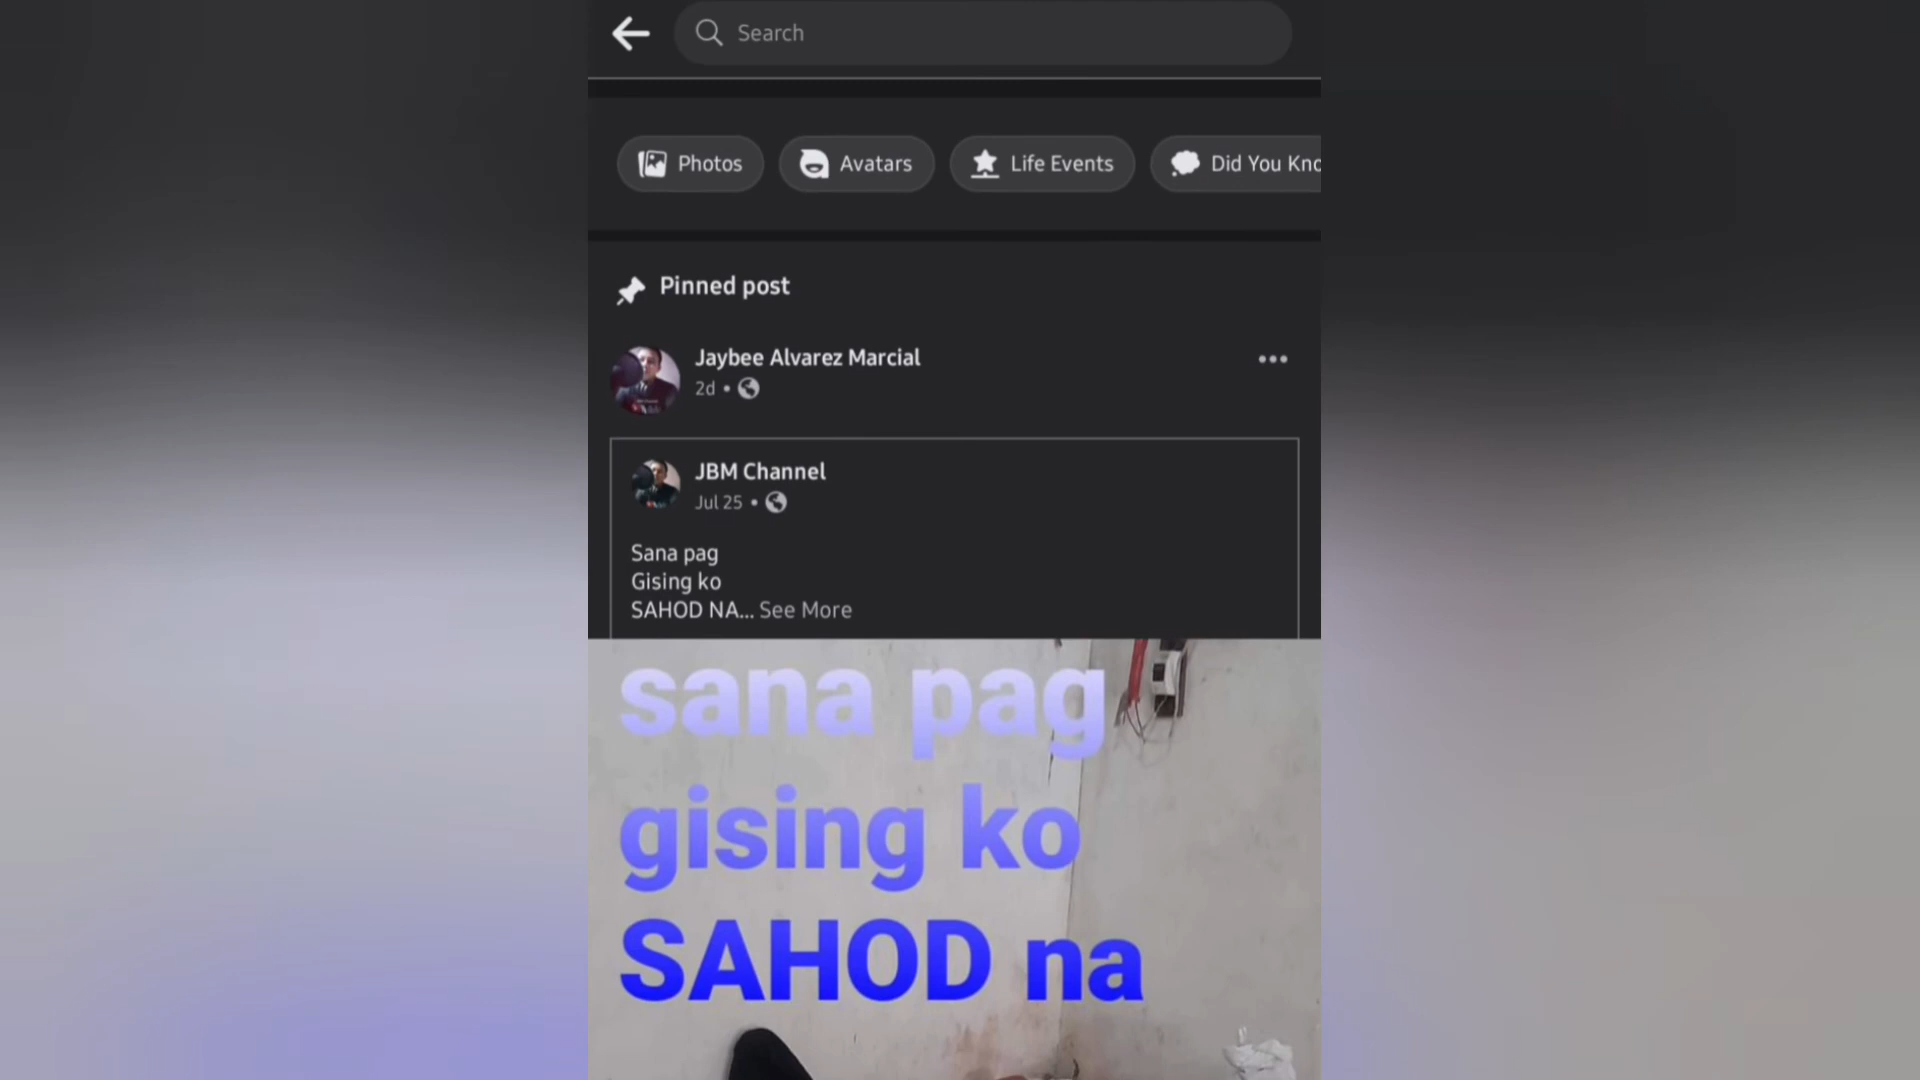 Search
Photos
Avatars
Life Events
Did You Kno
Pinned post
Jaybee Alvarez Marcial
2d •
•••
JBM Channel
Jul 25 •
Sana pag
Gising ko
SAHOD NA... See More
sana pag
gising ko
SAHOD na